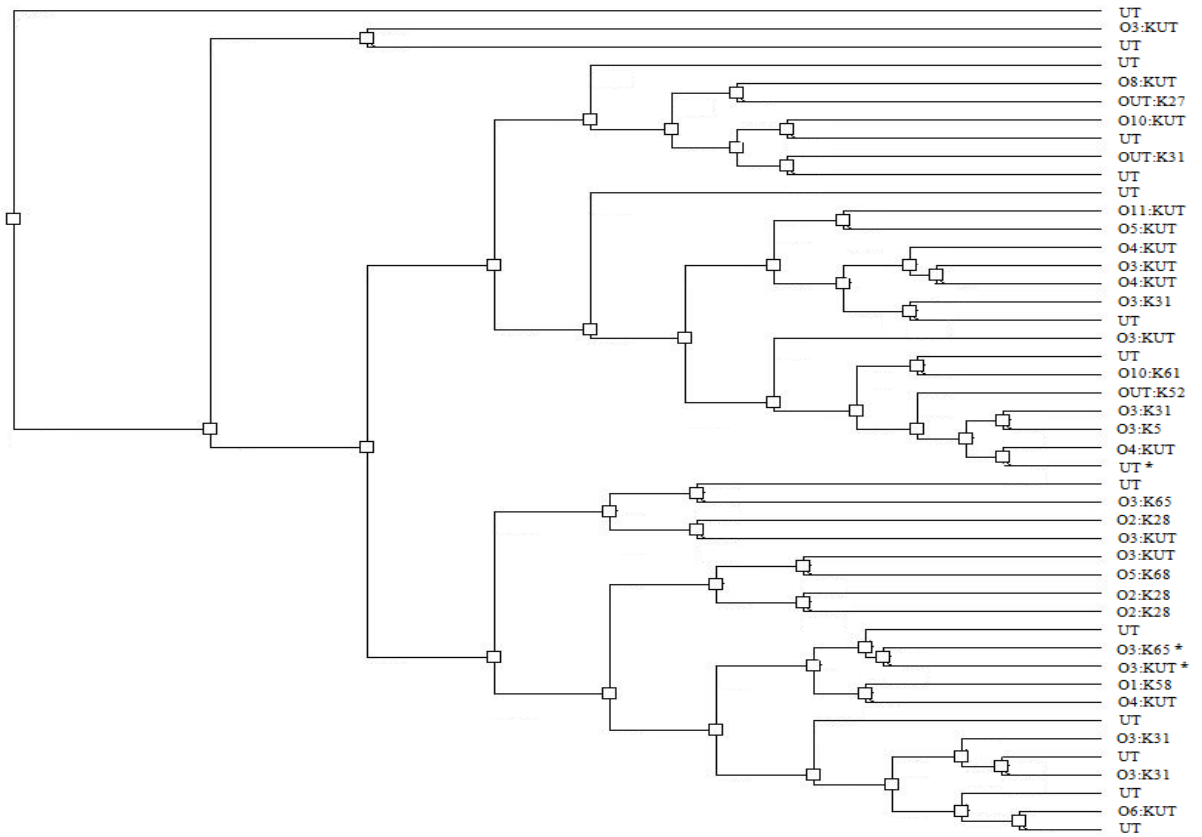 UT
O3:KUT
UT
UT
O8:KUT
OUT:K27
O10:KUT
UT
OUT:K31
UT
UT
O11:KUT
O5:KUT
O4:KUT
O3:KUT
O4:KUT
O3:K31
UT
O3:KUT
UT
O10:K61
OUT:K52
O3:K31
O3:K5
O4:KUT
UT *
UT
O3:K65
O2:K28
O3:KUT
O3:KUT
O5:K68
O2:K28
O2:K28
UT
O3:K65 *
O3:KUT *
O1:K58
O4:KUT
UT
O3:K31
UT
O3:K31
UT
O6:KUT
UT